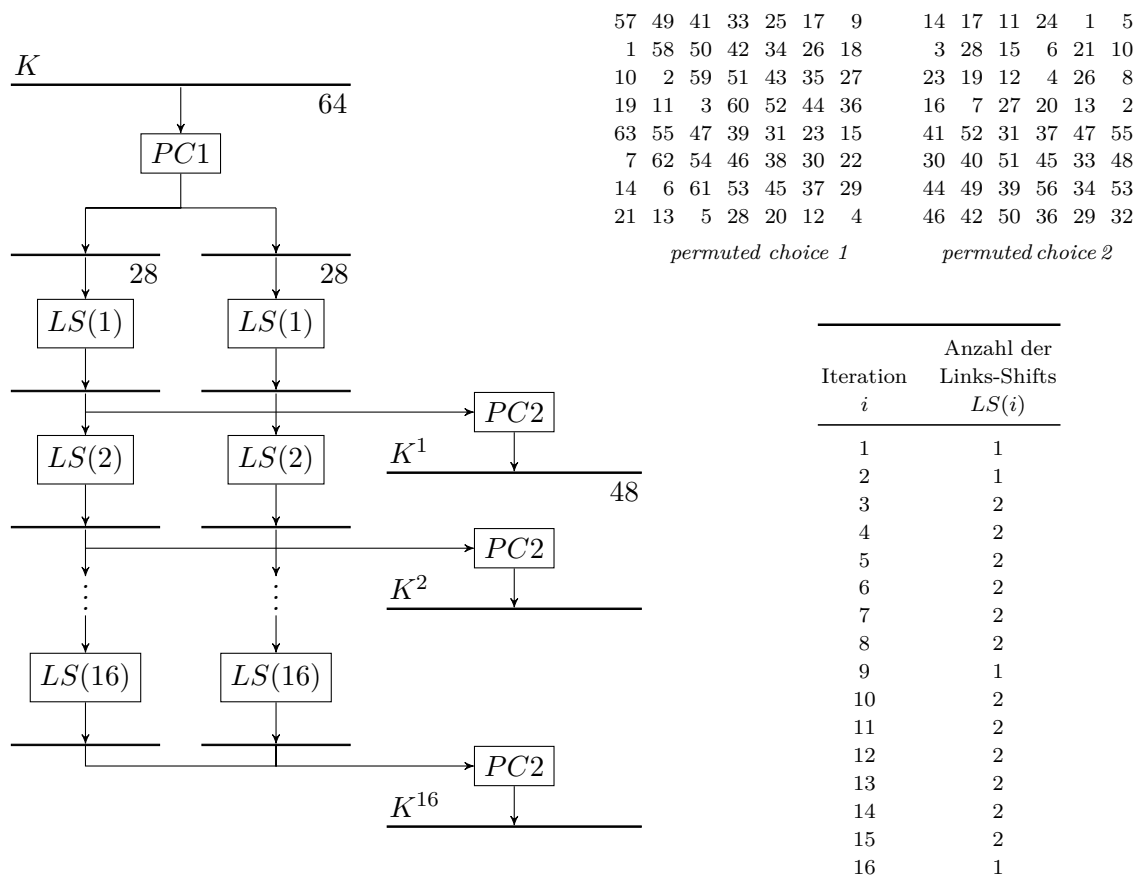 K
64
PC1
28 28
LS(1) LS(1)
PC2
LS(2) LS(2)
K^1
48
PC2
⋮ ⋮
K^2
LS(16) LS(16)
PC2
K^16
57 49 41 33 25 17 9
1 58 50 42 34 26 18
10 2 59 51 43 35 27
19 11 3 60 52 44 36
63 55 47 39 31 23 15
7 62 54 46 38 30 22
14 6 61 53 45 37 29
21 13 5 28 20 12 4
permuted choice 1
14 17 11 24 1 5
3 28 15 6 21 10
23 19 12 4 26 8
16 7 27 20 13 2
41 52 31 37 47 55
30 40 51 45 33 48
44 49 39 56 34 53
46 42 50 36 29 32
permuted choice 2
Anzahl der
Iteration Links-Shifts
i LS(i)
1 1
2 1
3 2
4 2
5 2
6 2
7 2
8 2
9 1
10 2
11 2
12 2
13 2
14 2
15 2
16 1